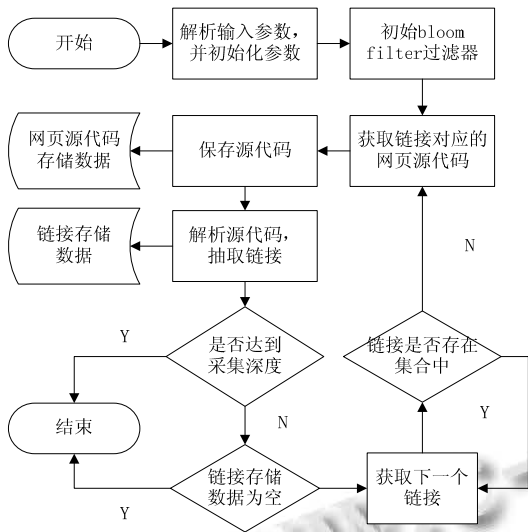 开始
解析输入参数,
并初始化参数
初始bloom
filter过滤器
网页源代码
存储数据
保存源代码
获取链接对应的
网页源代码
链接存储
数据
解析源代码,
抽取链接
N
Y
是否达到
采集深度
链接是否存在
集合中
结束
N
Y
链接存储
数据为空
获取下一个
链接
Y